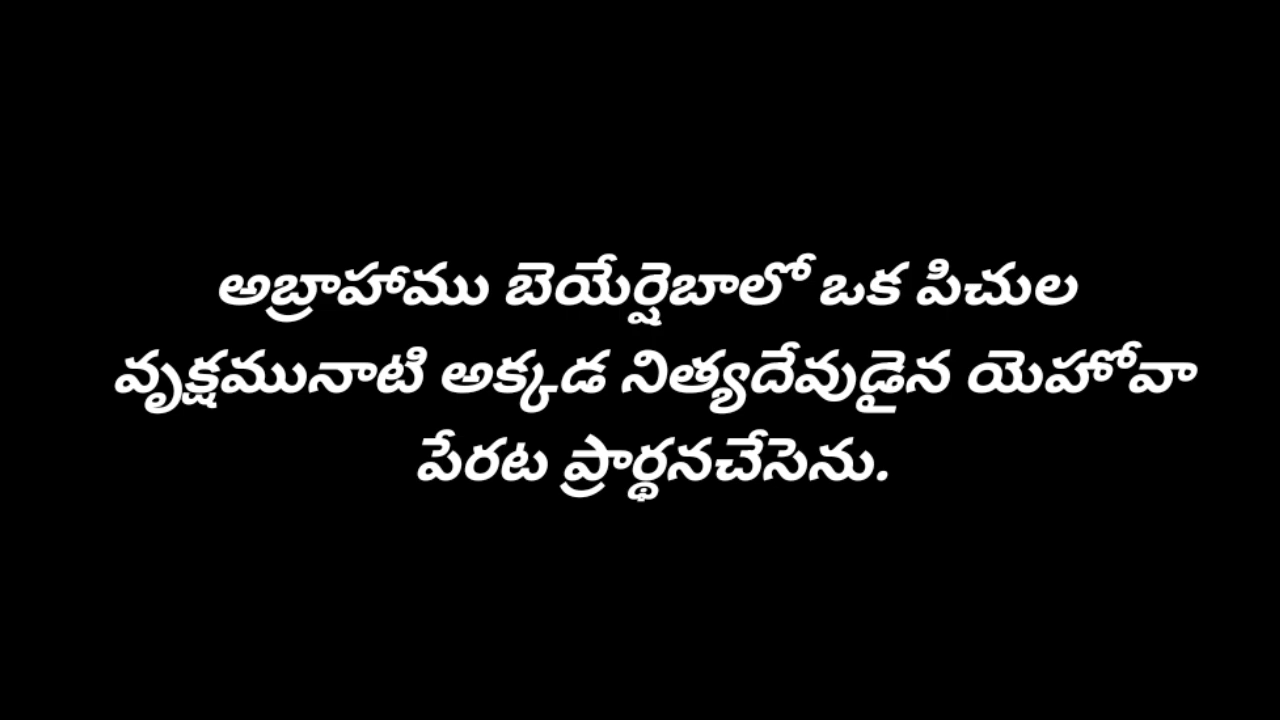 అబ్రాహాము బెయేర్షెబాలో ఒక పిచుల
వృక్షమునాటి అక్కడ నిత్యదేవుడైన యెహోవా
పేరట ప్రార్థనచేసెను.